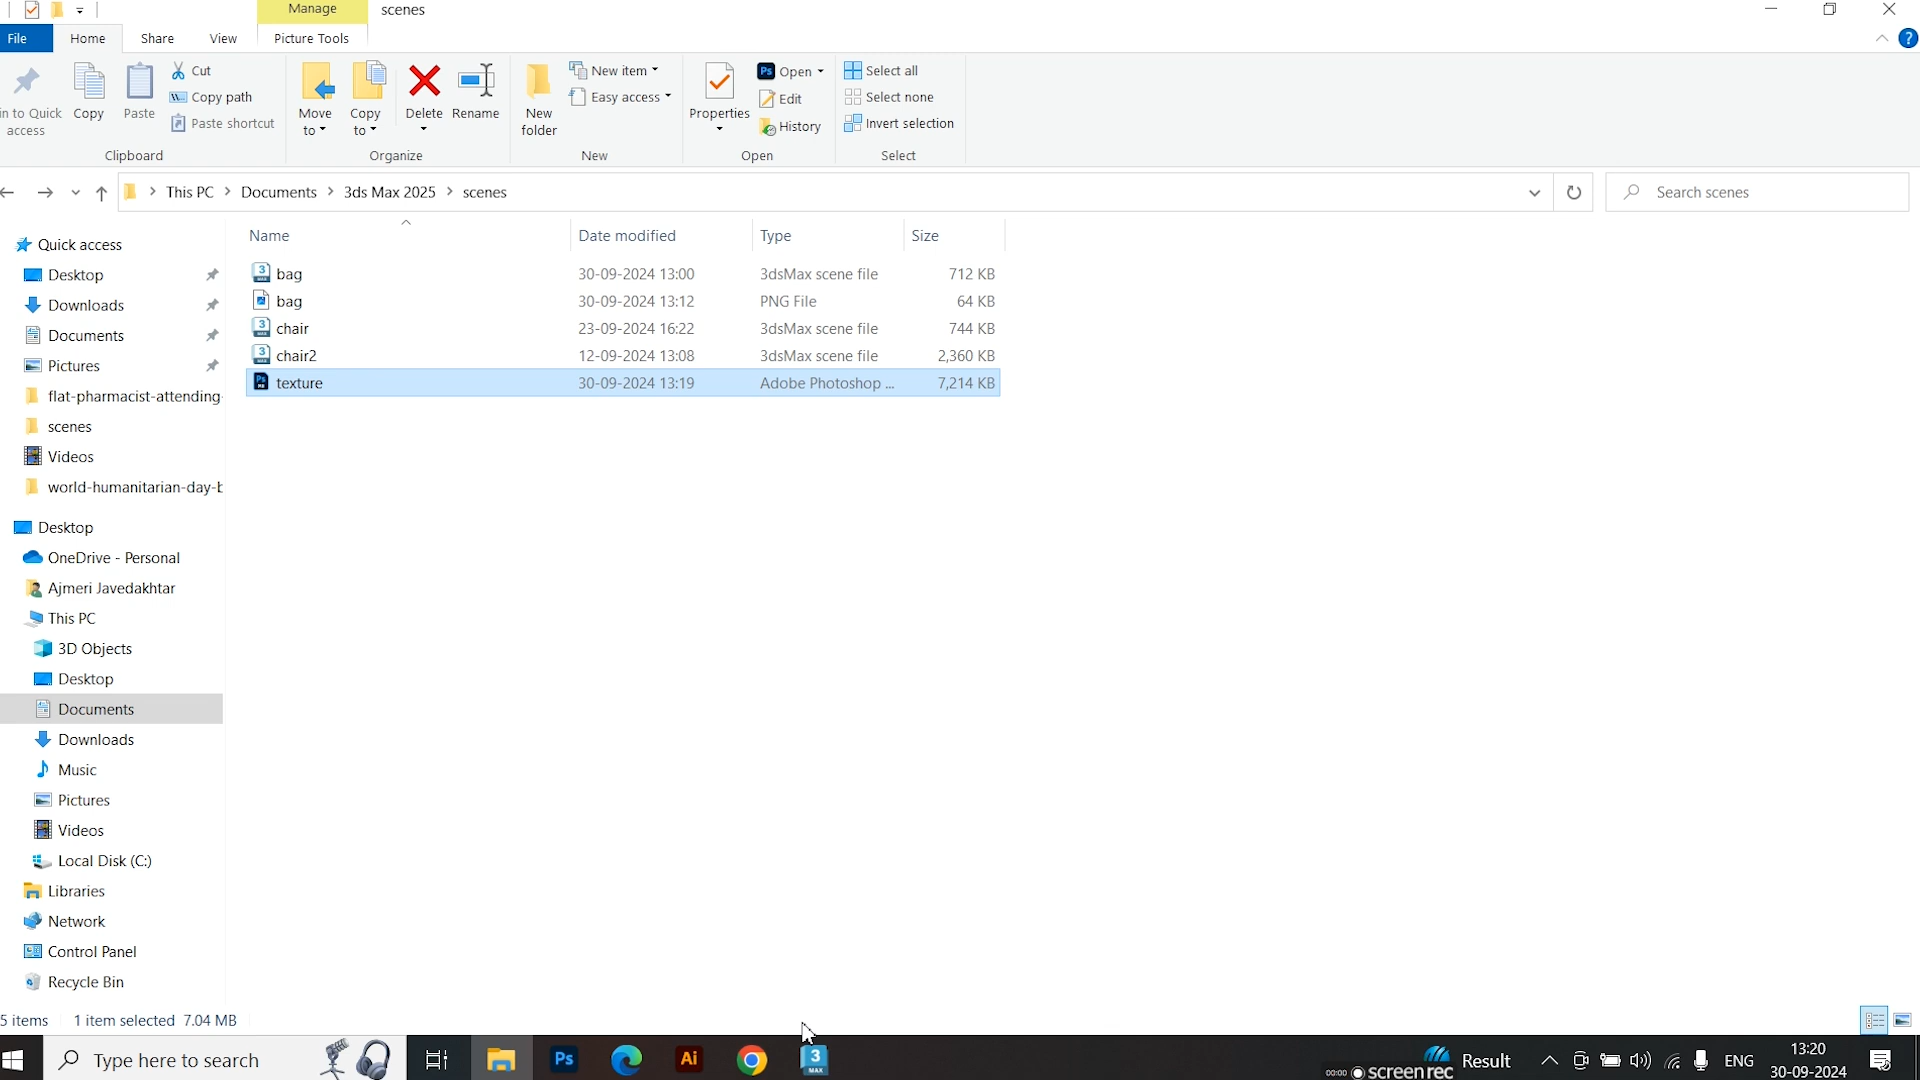 Manage scenes
File Home Share View Picture Tools
in to Quick access
Copy
Paste
Cut
Copy path
Paste shortcut
Clipboard
Move to
Copy to
Delete
Rename
Organize
New folder
New item
Easy access
New
Properties
Open
Edit
History
Open
Select all
Select none
Invert selection
Select
This PC > Documents > 3ds Max 2025 > scenes
Search scenes
Name Date modified Type Size
bag 30-09-2024 13:00 3dsMax scene file 712 KB
bag 30-09-2024 13:12 PNG File 64 KB
chair 23-09-2024 16:22 3dsMax scene file 744 KB
chair2 12-09-2024 13:08 3dsMax scene file 2,360 KB
texture 30-09-2024 13:19 Adobe Photoshop ... 7,214 KB
Quick access
Desktop
Downloads
Documents
Pictures
flat-pharmacist-attending-
scenes
Videos
world-humanitarian-day-b
Desktop
OneDrive - Personal
Ajmeri Javedakhtar
This PC
3D Objects
Desktop
Documents
Downloads
Music
Pictures
Videos
Local Disk (C:)
Libraries
Network
Control Panel
Recycle Bin
5 items 1 item selected 7.04 MB
Type here to search
Ps
Ai
3
MAX
00:00 screenrec
Result
ENG
13:20
30-09-2024